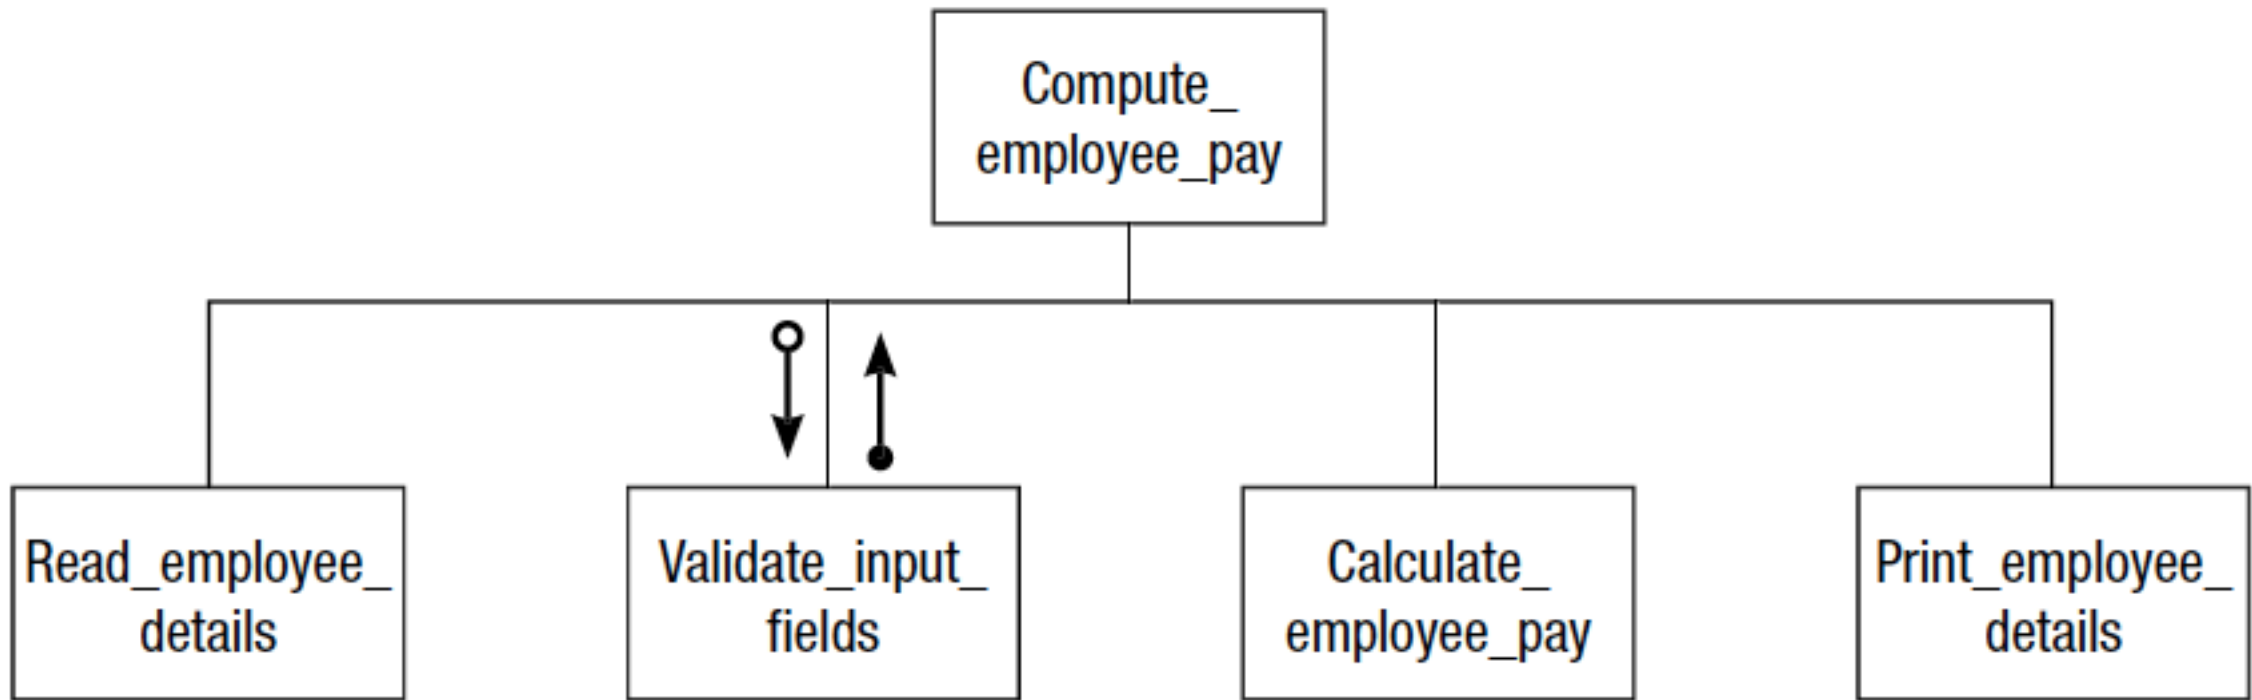 Compute_
employee_pay
Read_employee_
details
Validate_input_
fields
Calculate_
employee_pay
Print_employee_
details